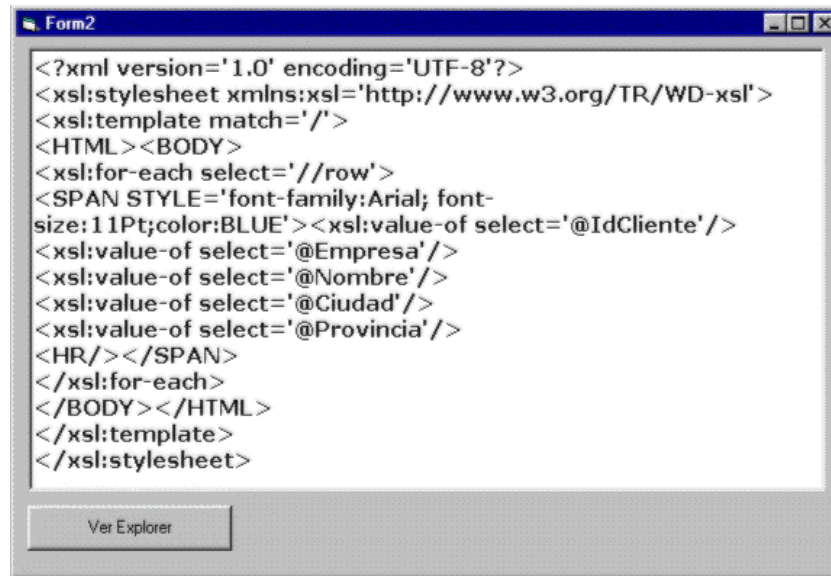 Form2
<?xml version='1.0' encoding='UTF-8'?>
<xsl:stylesheet xmlns:xsl='http://www.w3.org/TR/WD-xsl'>
<xsl:template match='/'>
<HTML><BODY>
<xsl:for-each select='//row'>
<SPAN STYLE='font-family:Arial; font-
size:11Pt;color:BLUE'><xsl:value-of select='@IdCliente'/>
<xsl:value-of select='@Empresa'/>
<xsl:value-of select='@Nombre'/>
<xsl:value-of select='@Ciudad'/>
<xsl:value-of select='@Provincia'/>
<HR/></SPAN>
</xsl:for-each>
</BODY></HTML>
</xsl:template>
</xsl:stylesheet>
Ver Explorer